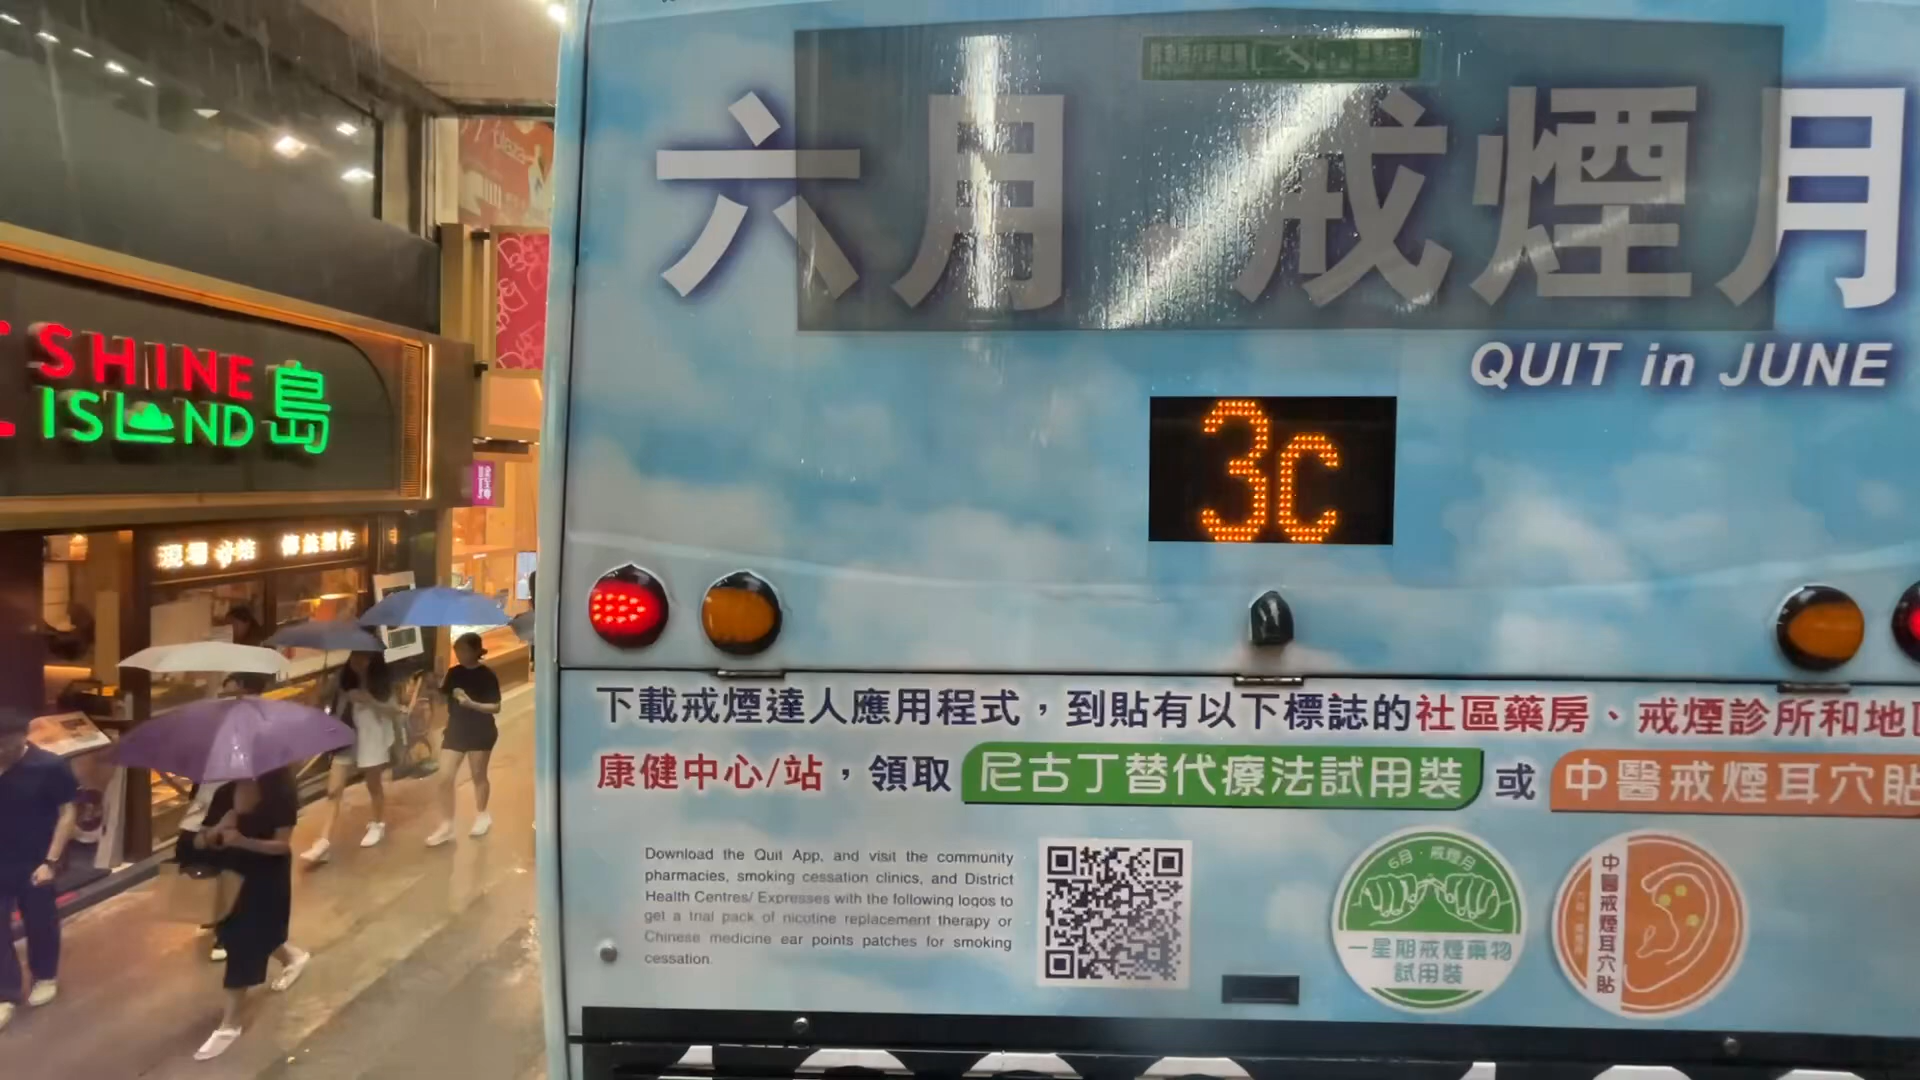 SHINE
ISLAND 島
傳統製作
六月 戒煙月
QUIT in JUNE
3c
下載戒煙達人應用程式，到貼有以下標誌的社區藥房、戒煙診所和地區
康健中心/站，領取 尼古丁替代療法試用裝 或 中醫戒煙耳穴貼
Download the Quit App, and visit the community
pharmacies, smoking cessation clinics, and District
Health Centres/ Expresses with the following logos to
get a trial pack of nicotine replacement therapy or
Chinese medicine ear points patches for smoking
cessation.
6月·戒煙月
一星期戒煙藥物
試用裝
中醫戒煙耳穴貼